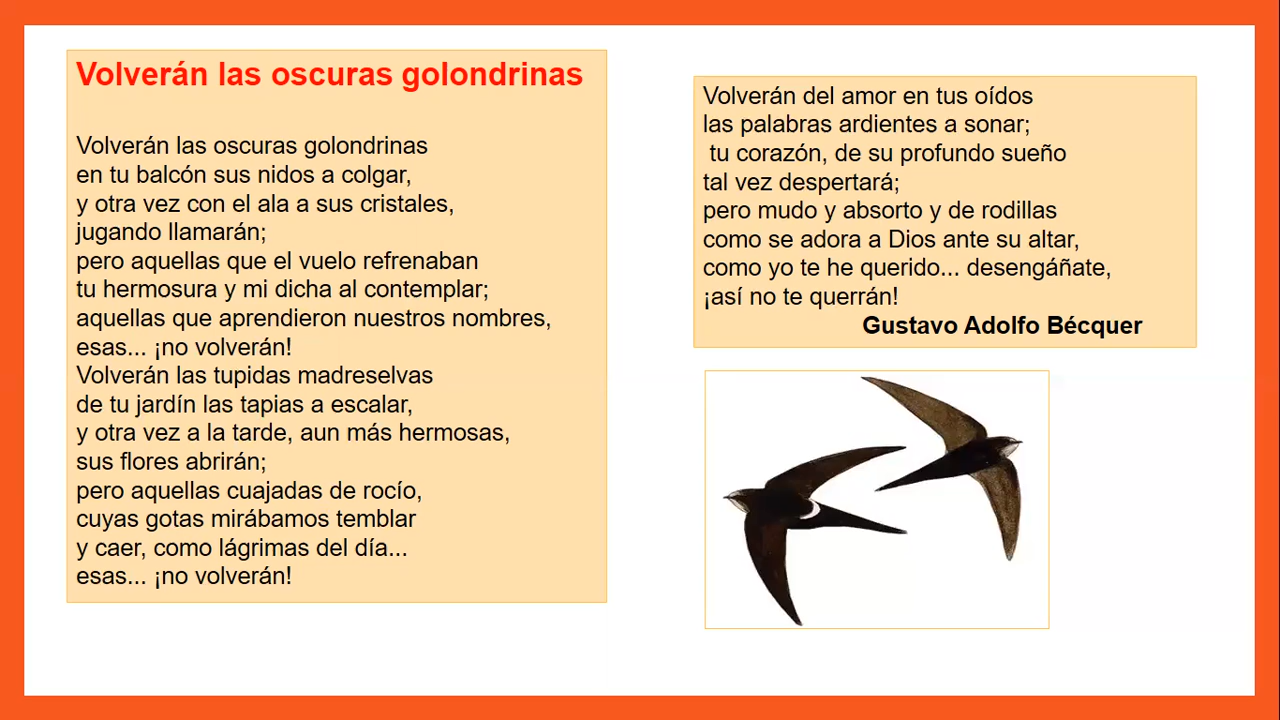 Volverán las oscuras golondrinas
Volverán las oscuras golondrinas
en tu balcón sus nidos a colgar,
y otra vez con el ala a sus cristales,
jugando llamarán;
pero aquellas que el vuelo refrenaban
tu hermosura y mi dicha al contemplar;
aquellas que aprendieron nuestros nombres,
esas... ¡no volverán!
Volverán las tupidas madreselvas
de tu jardín las tapias a escalar,
y otra vez a la tarde, aun más hermosas,
sus flores abrirán;
pero aquellas cuajadas de rocío,
cuyas gotas mirábamos temblar
y caer, como lágrimas del día...
esas... ¡no volverán!
Volverán del amor en tus oídos
las palabras ardientes a sonar;
tu corazón, de su profundo sueño
tal vez despertará;
pero mudo y absorto y de rodillas
como se adora a Dios ante su altar,
como yo te he querido... desengáñate,
¡así no te querrán!
Gustavo Adolfo Bécquer